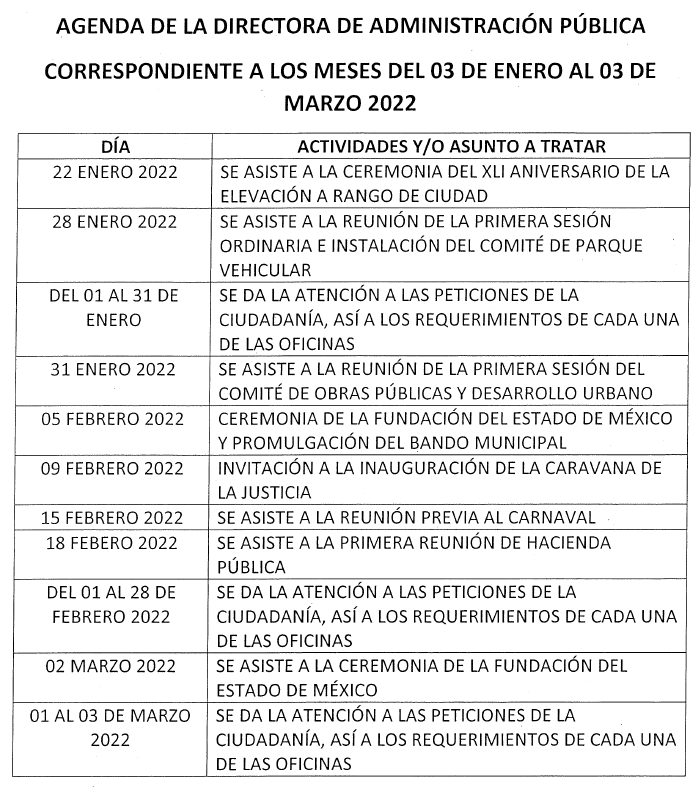 AGENDA DE LA DIRECTORA DE ADMINISTRACIÓN PÚBLICA
CORRESPONDIENTE A LOS MESES DEL 03 DE ENERO AL 03 DE
MARZO 2022
DÍA
ACTIVIDADES Y/O ASUNTO A TRATAR
22 ENERO 2022
SE ASISTE A LA CEREMONIA DEL XLI ANIVERSARIO DE LA
ELEVACIÓN A RANGO DE CIUDAD
28 ENERO 2022
SE ASISTE A LA REUNIÓN DE LA PRIMERA SESIÓN
ORDINARIA E INSTALACIÓN DEL COMITÉ DE PARQUE
VEHICULAR
DEL 01 AL 31 DE
ENERO
SE DA LA ATENCIÓN A LAS PETICIONES DE LA
CIUDADANÍA, ASÍ A LOS REQUERIMIENTOS DE CADA UNA
DE LAS OFICINAS
31 ENERO 2022
SE ASISTE A LA REUNIÓN DE LA PRIMERA SESIÓN DEL
COMITÉ DE OBRAS PÚBLICAS Y DESARROLLO URBANO
05 FEBRERO 2022
CEREMONIA DE LA FUNDACIÓN DEL ESTADO DE MÉXICO
Y PROMULGACIÓN DEL BANDO MUNICIPAL
09 FEBRERO 2022
INVITACIÓN A LA INAUGURACIÓN DE LA CARAVANA DE
LA JUSTICIA
15 FEBRERO 2022
SE ASISTE A LA REUNIÓN PREVIA AL CARNAVAL
18 FEBERO 2022
SE ASISTE A LA PRIMERA REUNIÓN DE HACIENDA
PÚBLICA
DEL 01 AL 28 DE
FEBRERO 2022
SE DA LA ATENCIÓN A LAS PETICIONES DE LA
CIUDADANÍA, ASÍ A LOS REQUERIMIENTOS DE CADA UNA
DE LAS OFICINAS
02 MARZO 2022
SE ASISTE A LA CEREMONIA DE LA FUNDACIÓN DEL
ESTADO DE MÉXICO
01 AL 03 DE MARZO
2022
SE DA LA ATENCIÓN A LAS PETICIONES DE LA
CIUDADANÍA, ASÍ A LOS REQUERIMIENTOS DE CADA UNA
DE LAS OFICINAS